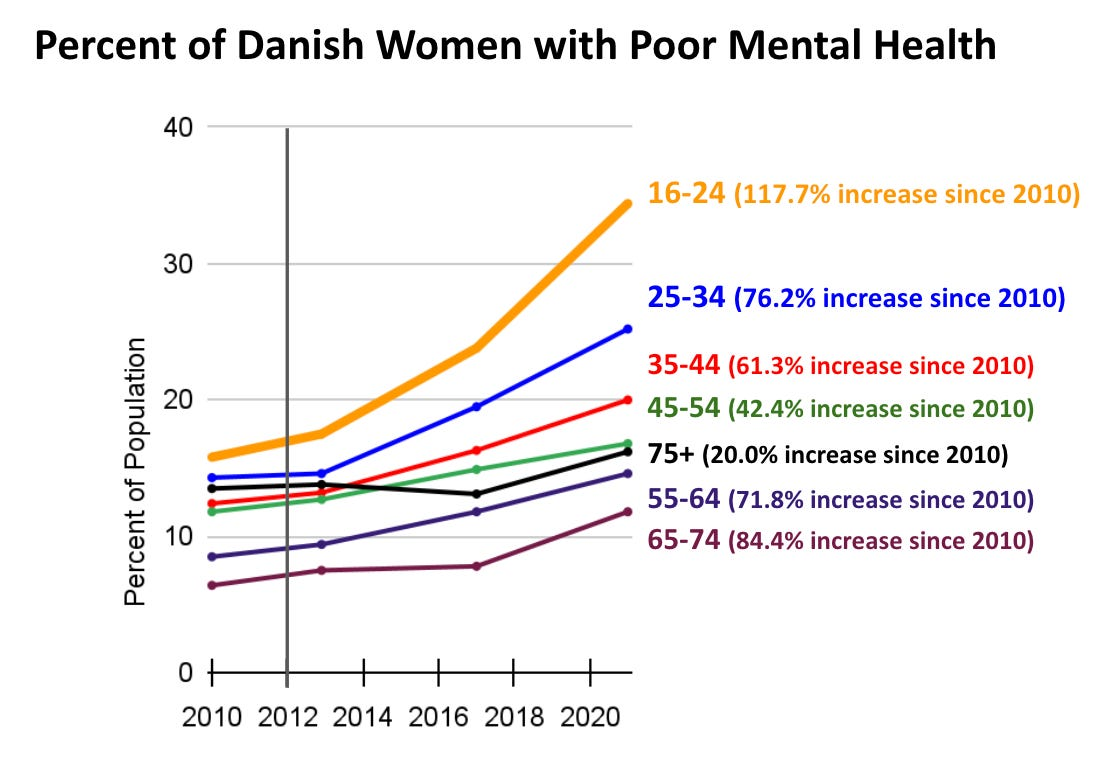 Percent of Danish Women with Poor Mental Health
40
30
20
10
0
Percent of Population
16-24 (117.7% increase since 2010)
25-34 (76.2% increase since 2010)
35-44 (61.3% increase since 2010)
45-54 (42.4% increase since 2010)
75+ (20.0% increase since 2010)
55-64 (71.8% increase since 2010)
65-74 (84.4% increase since 2010)
2010 2012 2014 2016 2018 2020